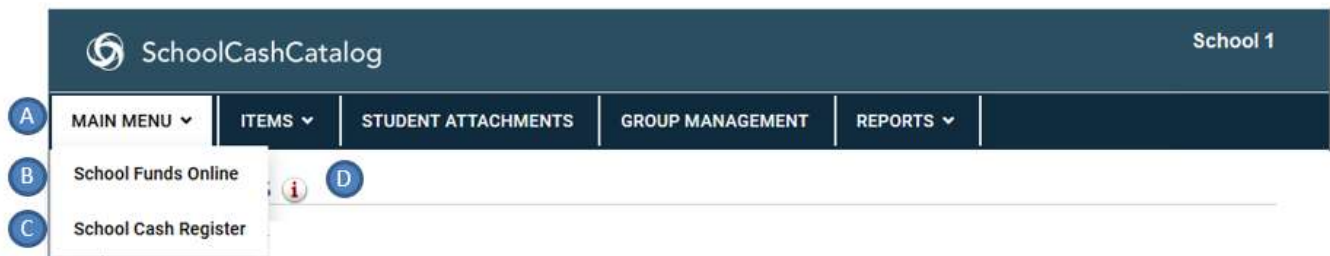 SchoolCashCatalog
School 1
A MAIN MENU ITEMS STUDENT ATTACHMENTS GROUP MANAGEMENT REPORTS
B School Funds Online i D
C School Cash Register